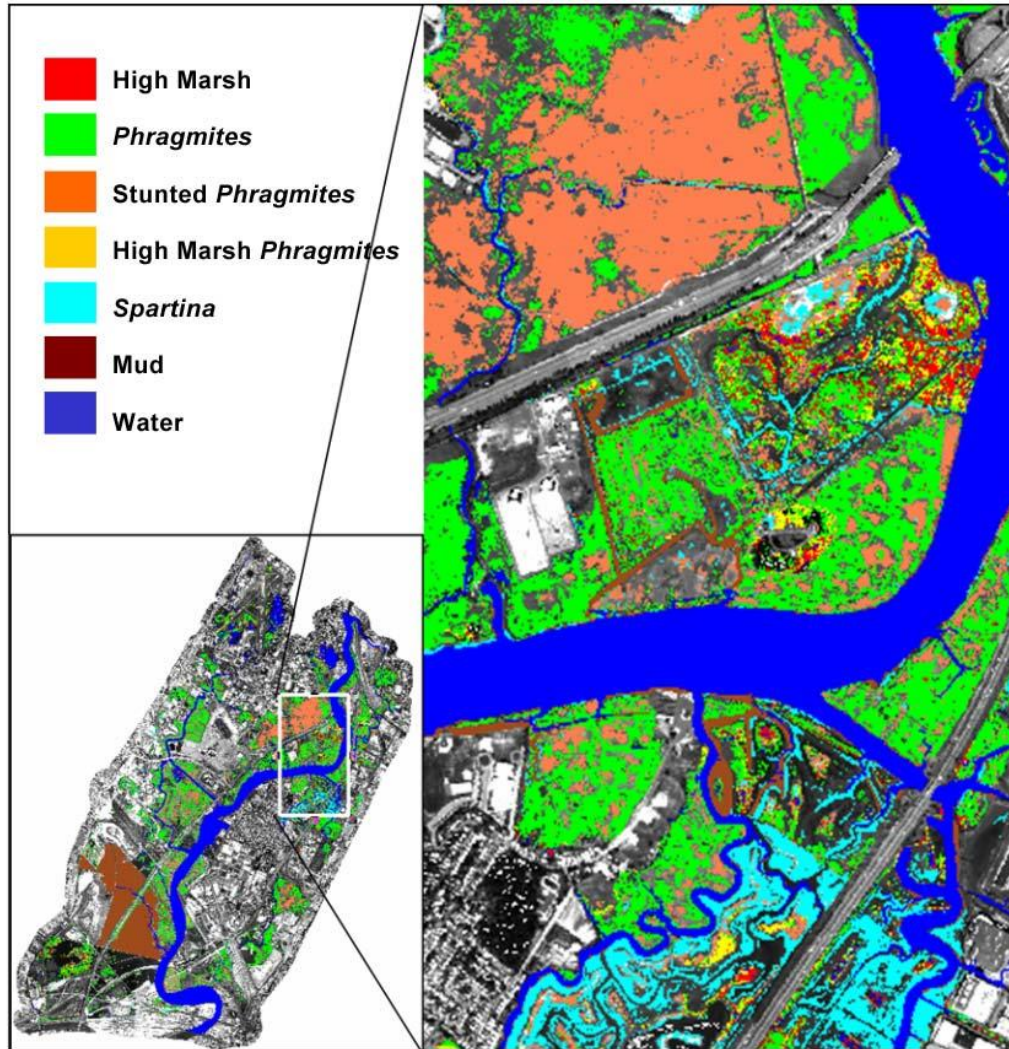 High Marsh
Phragmites
Stunted Phragmites
High Marsh Phragmites
Spartina
Mud
Water